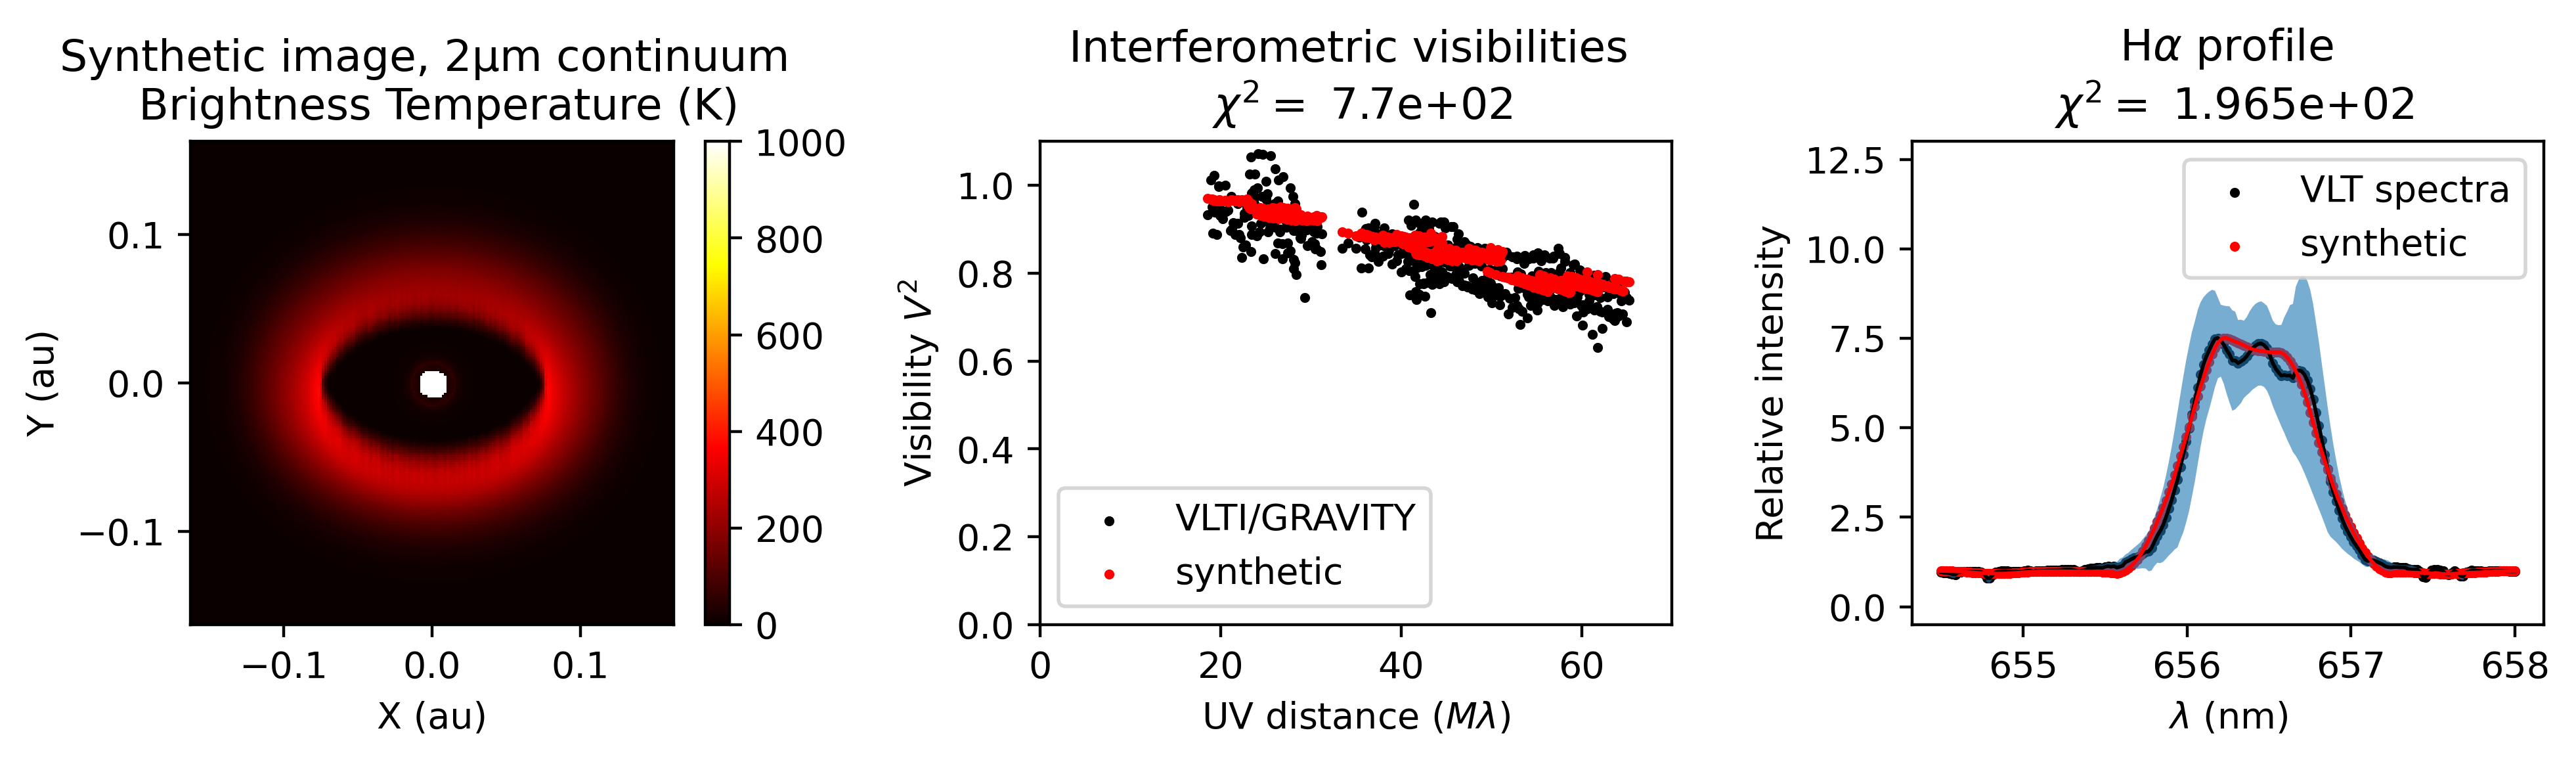 Synthetic image, 2μm continuum
Brightness Temperature (K)
1000
800
600
400
200
0
0.1
0.0
−0.1
Y (au)
−0.1 0.0 0.1
X (au)
Interferometric visibilities
χ² = 7.7e+02
1.0
0.8
0.6
0.4
0.2
0.0
Visibility V²
VLTI/GRAVITY
synthetic
0 20 40 60
UV distance (Mλ)
Hα profile
χ² = 1.965e+02
12.5
10.0
7.5
5.0
2.5
0.0
Relative intensity
VLT spectra
synthetic
655 656 657 658
λ (nm)